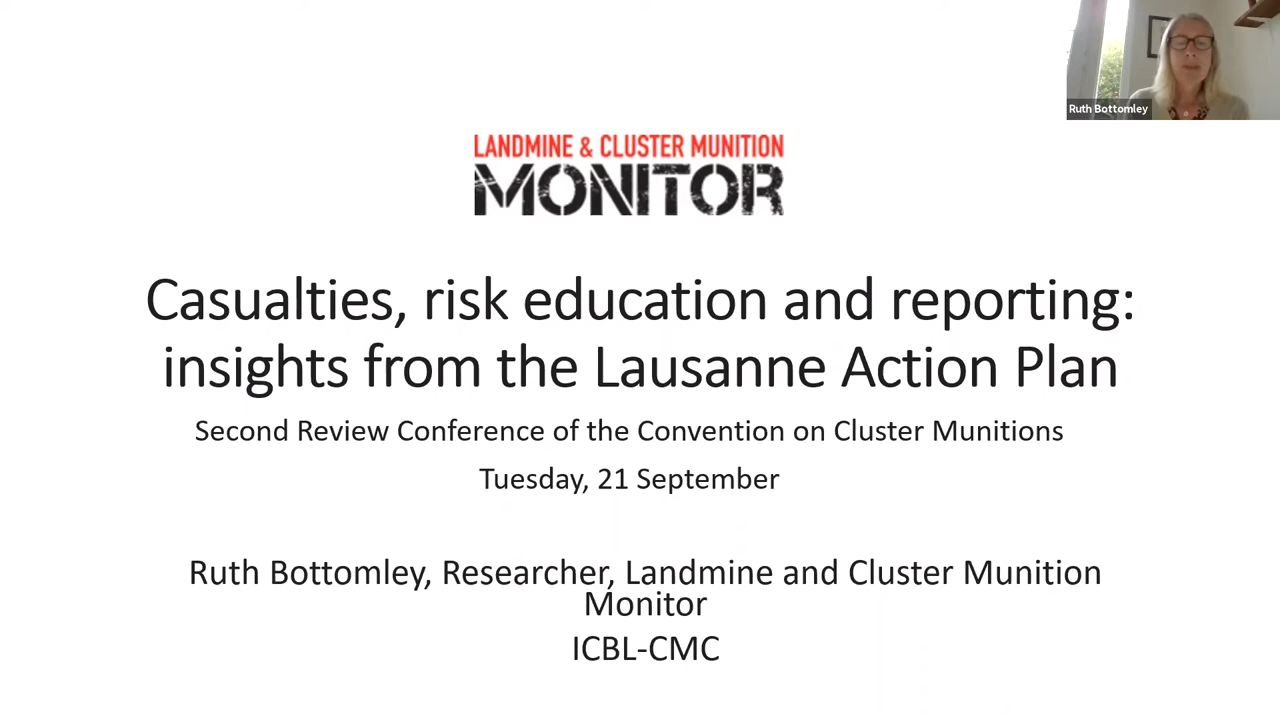 Ruth Bottomley
LANDMINE & CLUSTER MUNITION
MONITOR
Casualties, risk education and reporting:
insights from the Lausanne Action Plan
Second Review Conference of the Convention on Cluster Munitions
Tuesday, 21 September
Ruth Bottomley, Researcher, Landmine and Cluster Munition
Monitor
ICBL-CMC